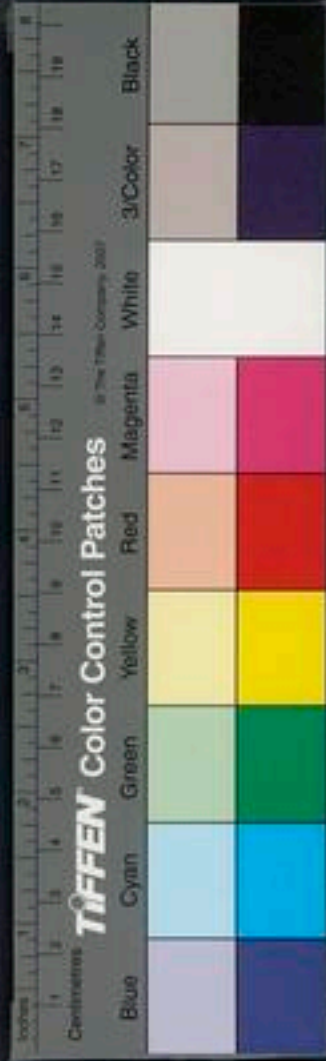 Inches 1 2 3 4 5 6 7 8
Centimetres 1 2 3 4 5 6 7 8 9 10 11 12 13 14 15 16 17 18 19
TIFFEN Color Control Patches © The Tiffen Company, 2007
Blue Cyan Green Yellow Red Magenta White 3/Color Black